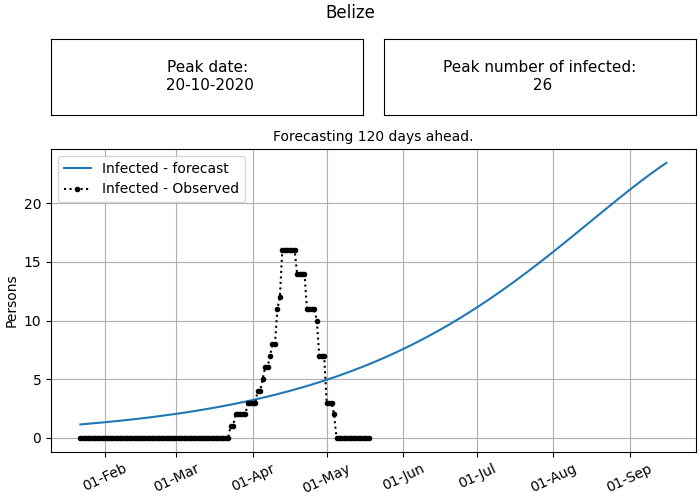 Belize
Peak date:
20-10-2020
Peak number of infected:
26
Forecasting 120 days ahead.
Infected - forecast
Infected - Observed
Persons
20
15
10
5
0
01-Feb
01-Mar
01-Apr
01-May
01-Jun
01-Jul
01-Aug
01-Sep